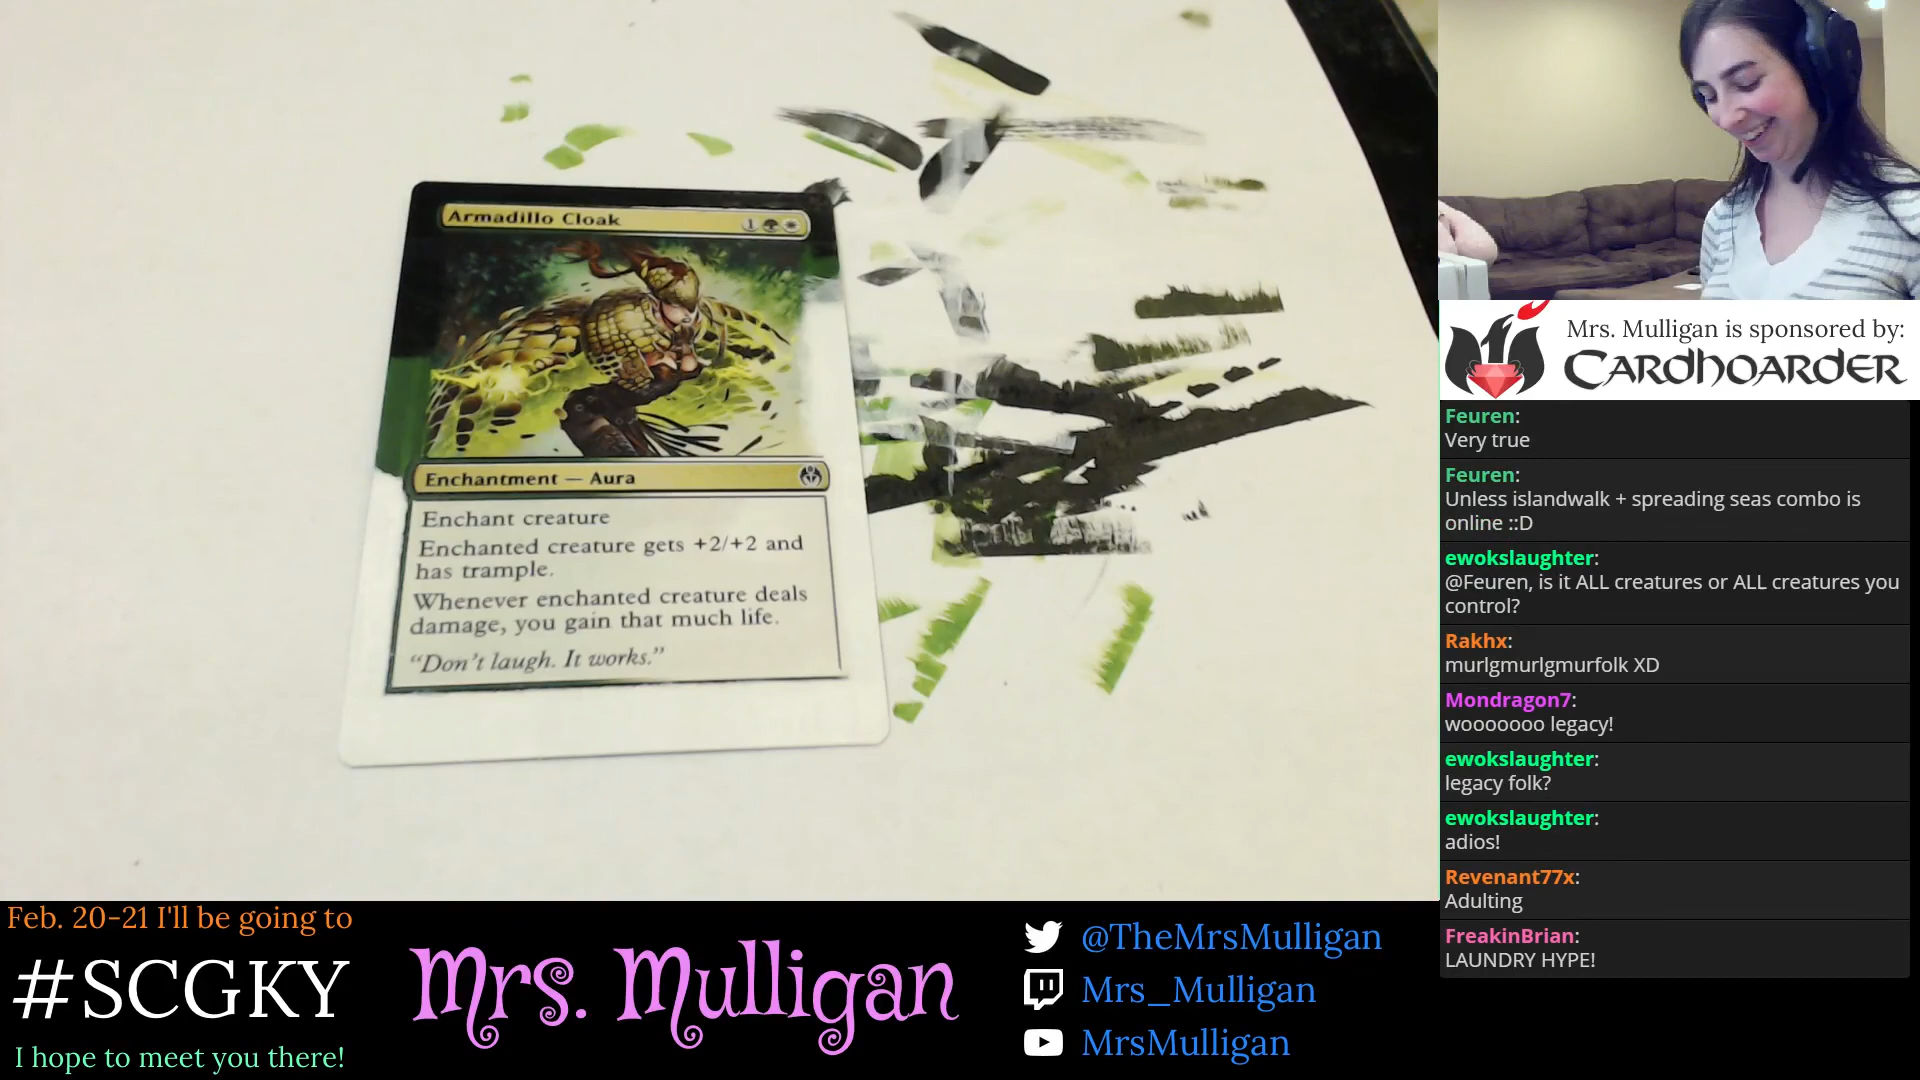 Armadillo Cloak
1
Enchantment — Aura
Enchant creature
Enchanted creature gets +2/+2 and
has trample.
Whenever enchanted creature deals
damage, you gain that much life.
“Don't laugh. It works.”
Mrs. Mulligan is sponsored by:
CARDHOARDER
Feuren:
Very true
Feuren:
Unless islandwalk + spreading seas combo is
online ::D
ewokslaughter:
@Feuren, is it ALL creatures or ALL creatures you
control?
Rakhx:
murlgmurlgmurfolk XD
Mondragon7:
wooooooo legacy!
ewokslaughter:
legacy folk?
ewokslaughter:
adios!
Revenant77x:
Adulting
FreakinBrian:
LAUNDRY HYPE!
Feb. 20-21 I'll be going to
#SCGKY
I hope to meet you there!
Mrs. Mulligan
@TheMrsMulligan
Mrs_Mulligan
MrsMulligan